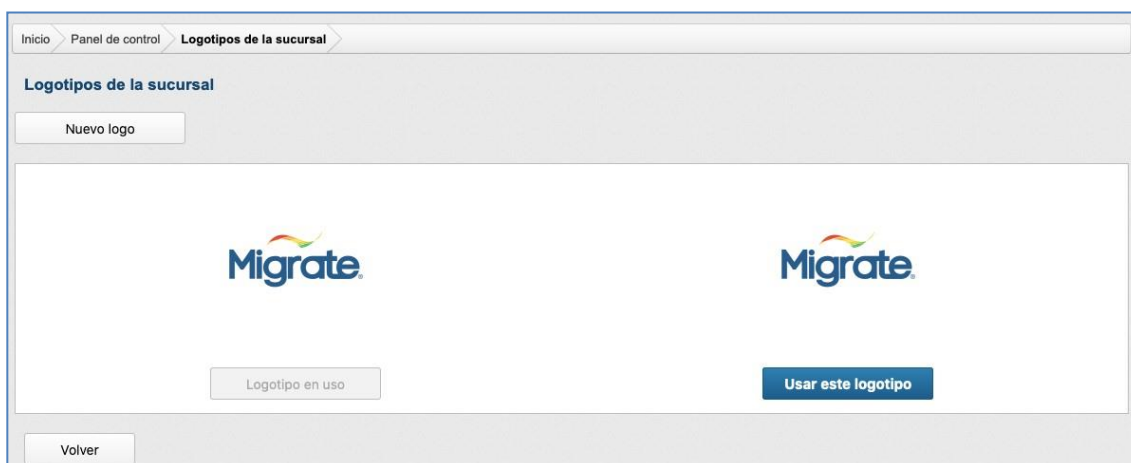 Inicio Panel de control Logotipos de la sucursal
Logotipos de la sucursal
Nuevo logo
Migrate® Migrate®
Logotipo en uso Usar este logotipo
Volver